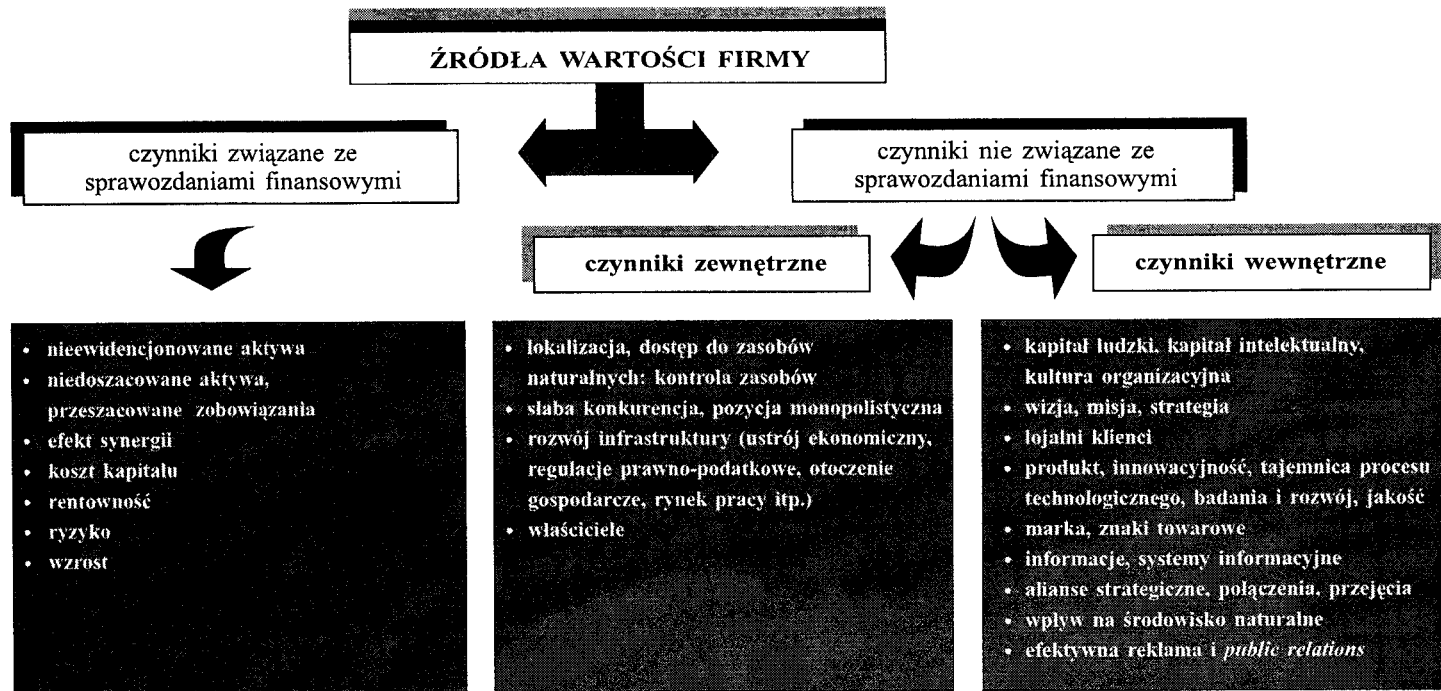 ŹRÓDŁA WARTOŚCI FIRMY
czynniki związane ze
sprawozdaniami finansowymi
czynniki nie związane ze
sprawozdaniami finansowymi
czynniki zewnętrzne
czynniki wewnętrzne
• nieewidencjonowane aktywa
• niedoszacowane aktywa,
przeszacowane zobowiązania
• efekt synergii
• koszt kapitału
• rentowność
• ryzyko
• wzrost
• lokalizacja, dostęp do zasobów
naturalnych: kontrola zasobów
• słaba konkurencja, pozycja monopolistyczna
• rozwój infrastruktury (ustrój ekonomiczny,
regulacje prawno-podatkowe, otoczenie
gospodarcze, rynek pracy itp.)
• właściciele
• kapitał ludzki, kapitał intelektualny,
kultura organizacyjna
• wizja, misja, strategia
• lojalni klienci
• produkt, innowacyjność, tajemnica procesu
technologicznego, badania i rozwój, jakość
• marka, znaki towarowe
• informacje, systemy informacyjne
• alianse strategiczne, połączenia, przejęcia
• wpływ na środowisko naturalne
• efektywna reklama i public relations